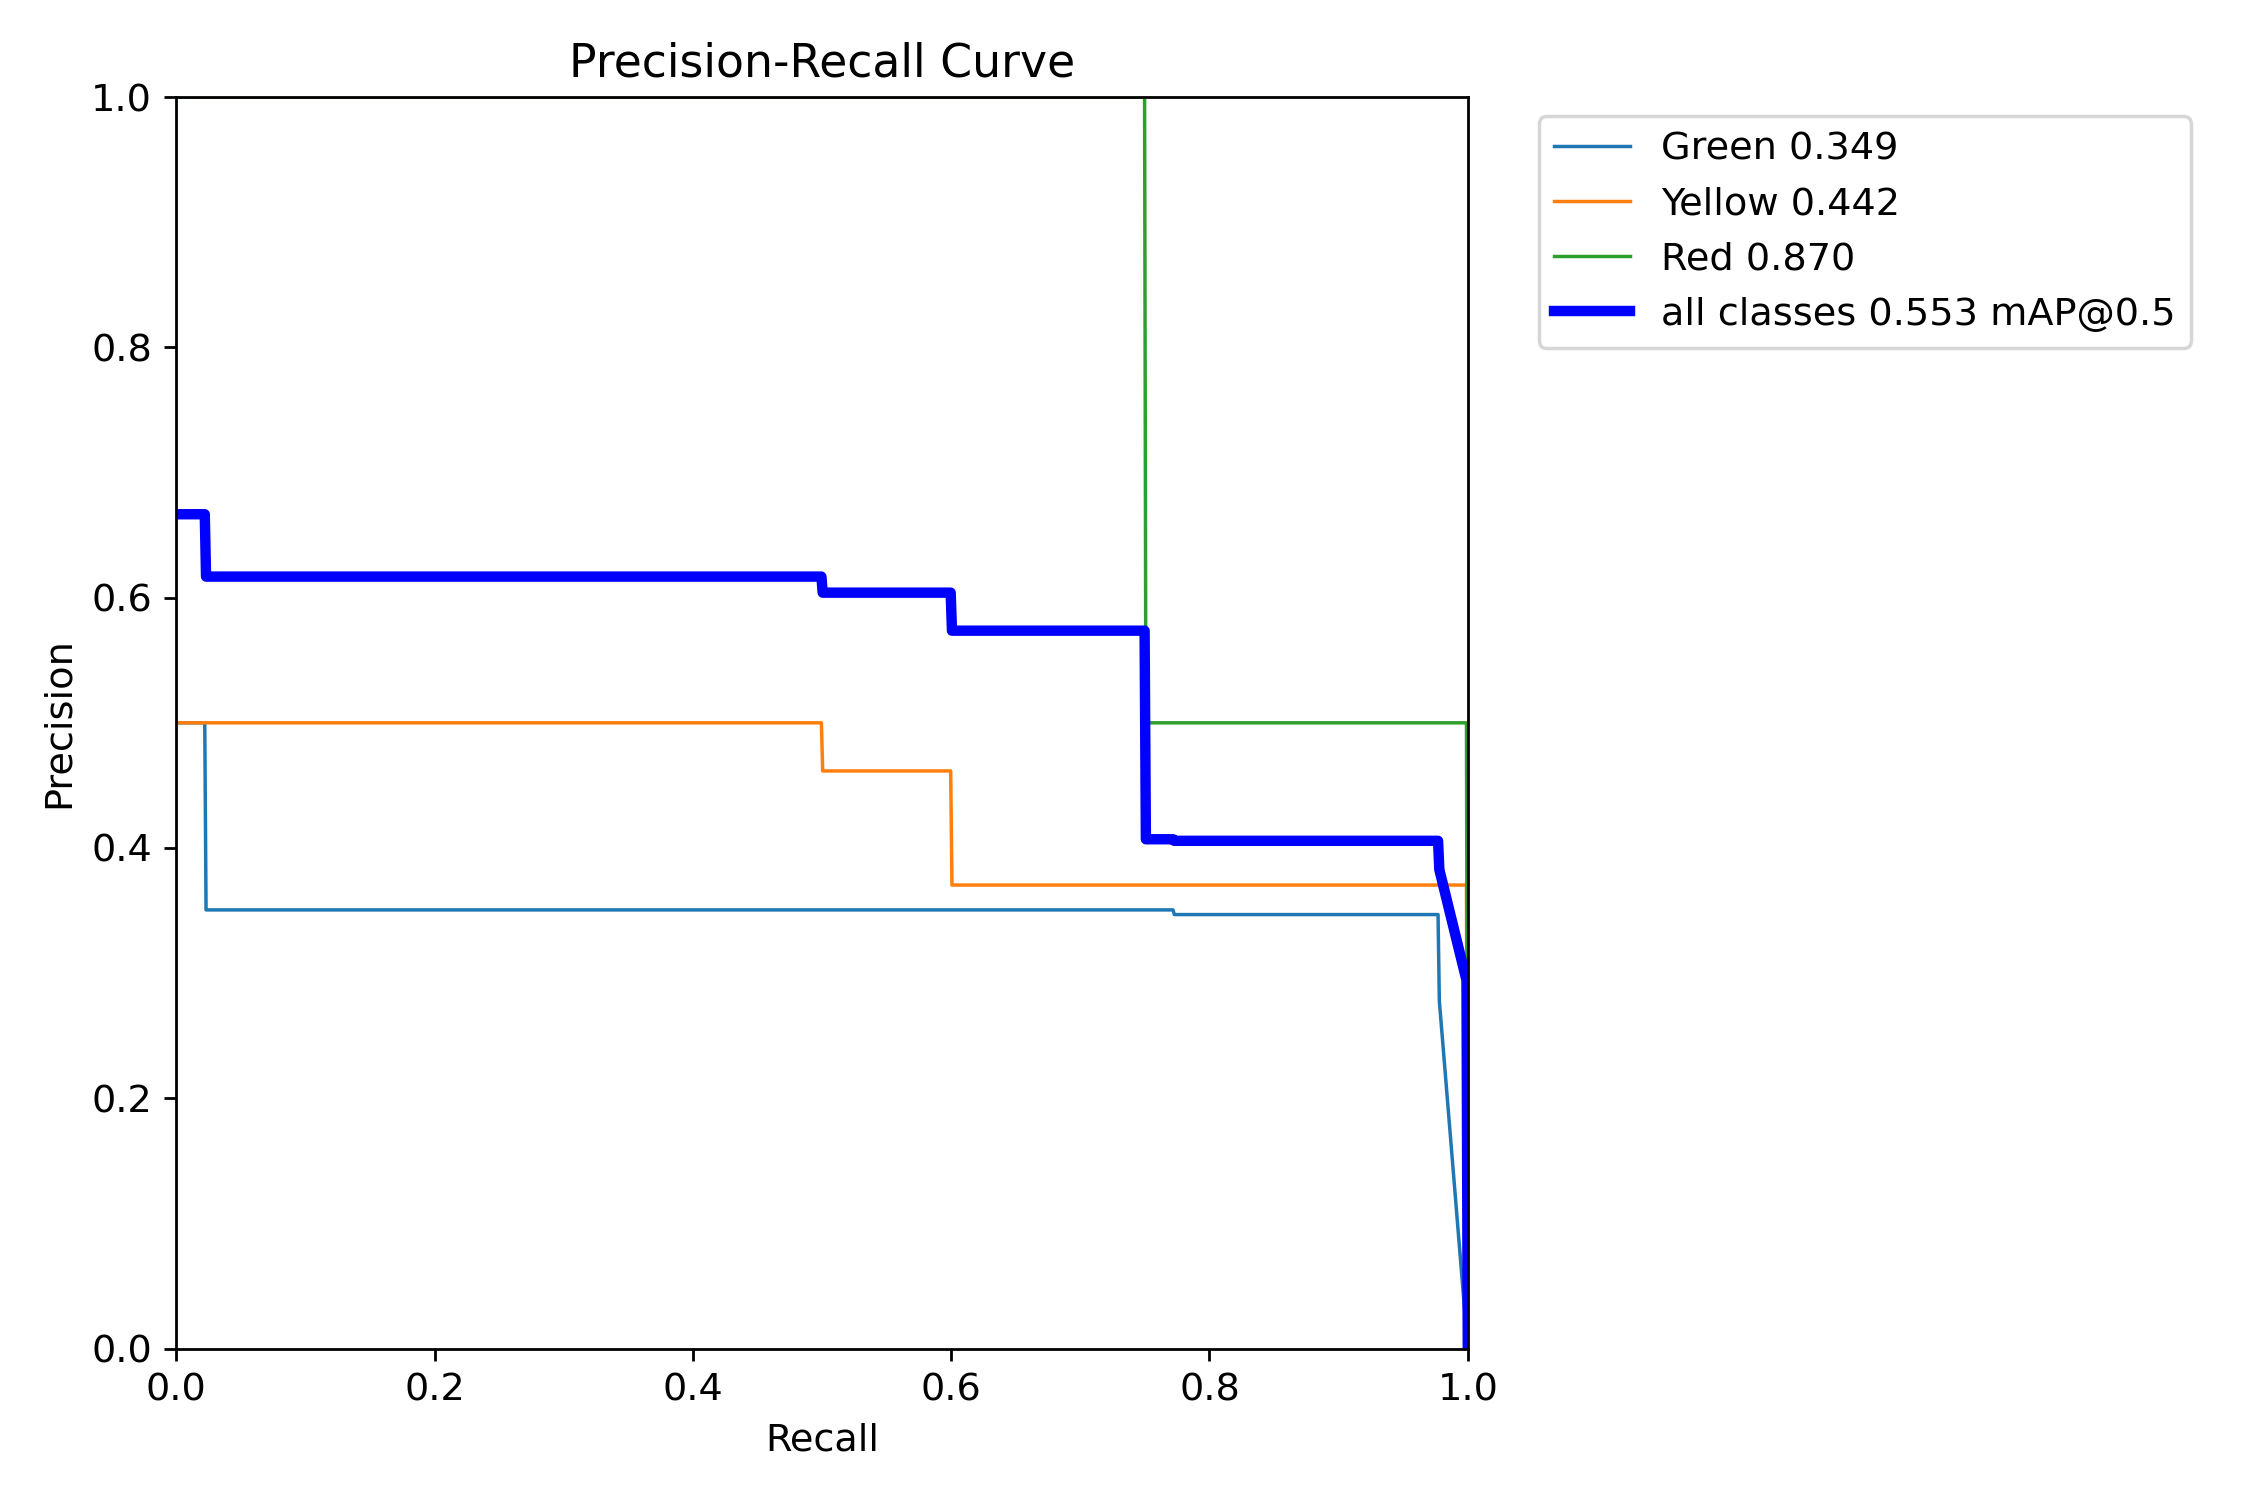 Precision-Recall Curve
1.0
0.8
0.6
0.4
0.2
0.0
Precision
0.0 0.2 0.4 0.6 0.8 1.0
Recall
Green 0.349
Yellow 0.442
Red 0.870
all classes 0.553 mAP@0.5